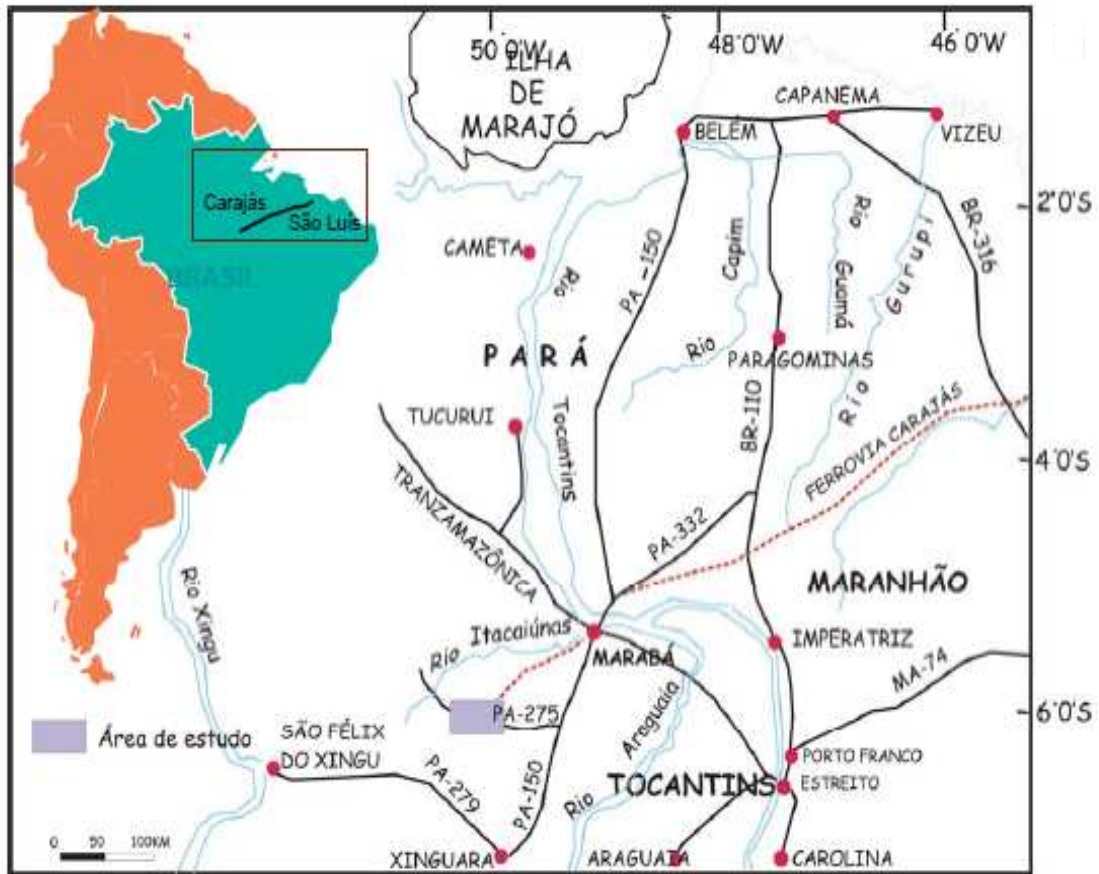 50 0'W
48 0'W
46 0'W
ILHA
DE
MARAJÓ
CAPANEMA
BELÉM
VIZEU
2°0'S
Carajás
São Luís
BRASIL
CAMETA
Rio
Tocantins
PA - 150
Capim
Rio
Rio
Guamá
Gurupí
Rio
BR-316
PARÁ
PARAGOMINAS
TUCURUI
BR-110
FERROVIA CARAJÁS
4°0'S
TRANZAMAZÔNICA
PA-332
MARANHÃO
Rio Xingu
Rio
Itacaiúnas
MARABÁ
IMPERATRIZ
MA-74
Araguaia
Rio
PA-275
6°0'S
Área de estudo
SÃO FÉLIX
DO XINGU
PORTO FRANCO
TOCANTINS
ESTREITO
PA-279
PA-150
0 50 100KM
XINGUARA
ARAGUAIA
CAROLINA